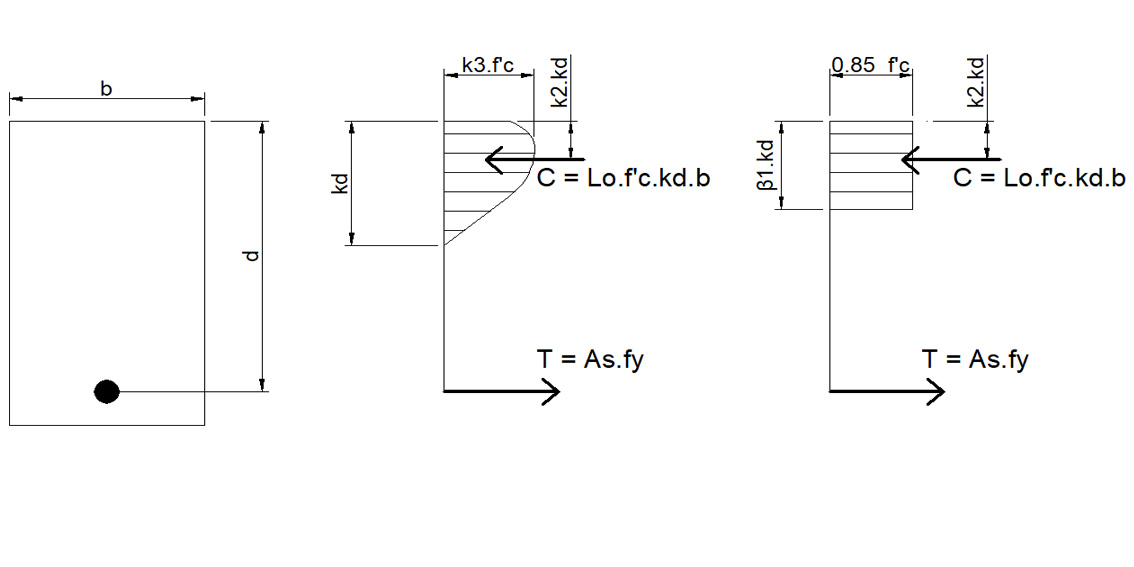 b
d
k3.f'c
k2.kd
kd
C = Lo.f'c.kd.b
T = As.fy
0.85 f'c
k2.kd
β1.kd
C = Lo.f'c.kd.b
T = As.fy